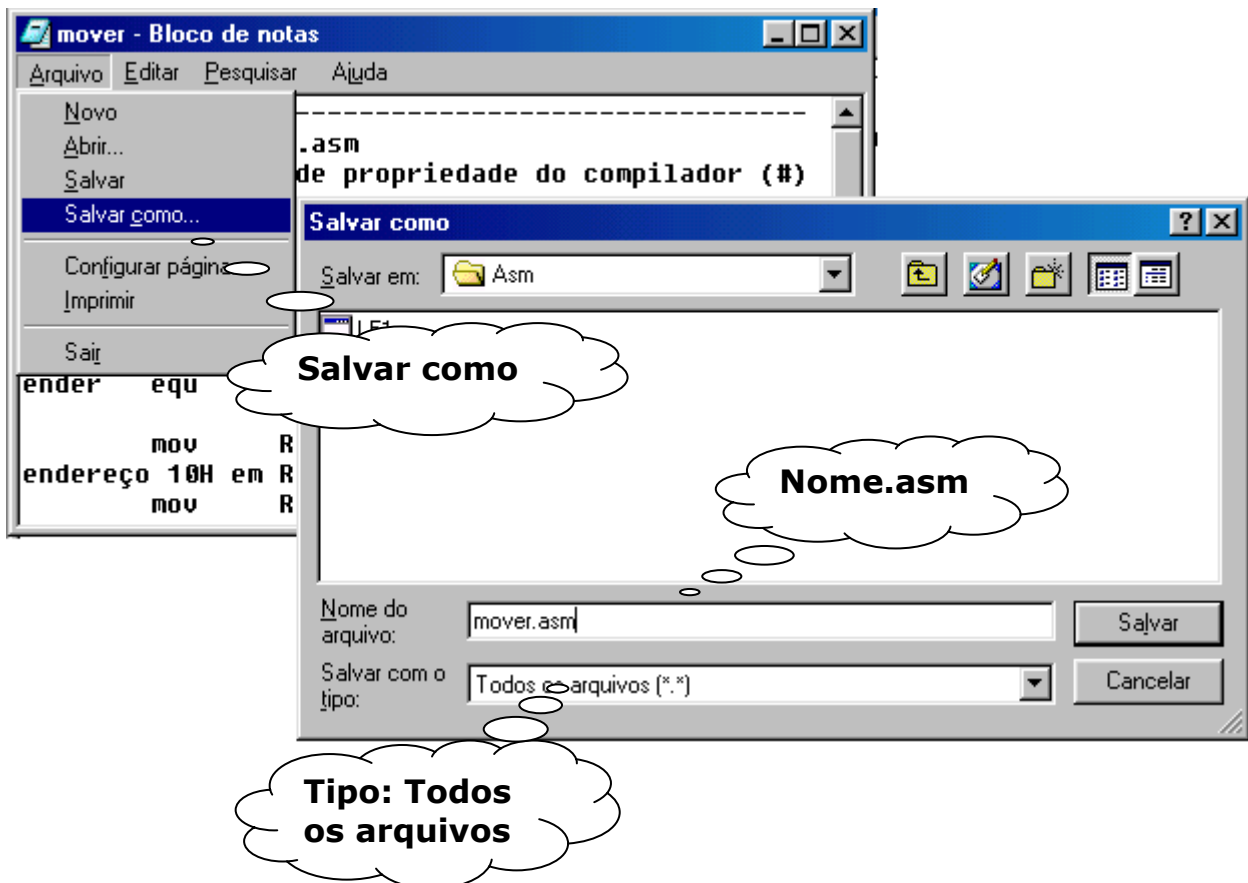 mover - Bloco de notas
Arquivo Editar Pesquisar Ajuda
Novo
Abrir...
Salvar
Salvar como...
Configurar página
Imprimir
Sair
--------------------------------
.asm
de propriedade do compilador (#)
ender equ
mov R
endereço 10H em R
mov R
Salvar como
Salvar em: Asm
Salvar como
Nome.asm
Nome do
arquivo:
mover.asm
Salvar
Salvar com o
tipo:
Todos os arquivos (*.*)
Cancelar
Tipo: Todos
os arquivos